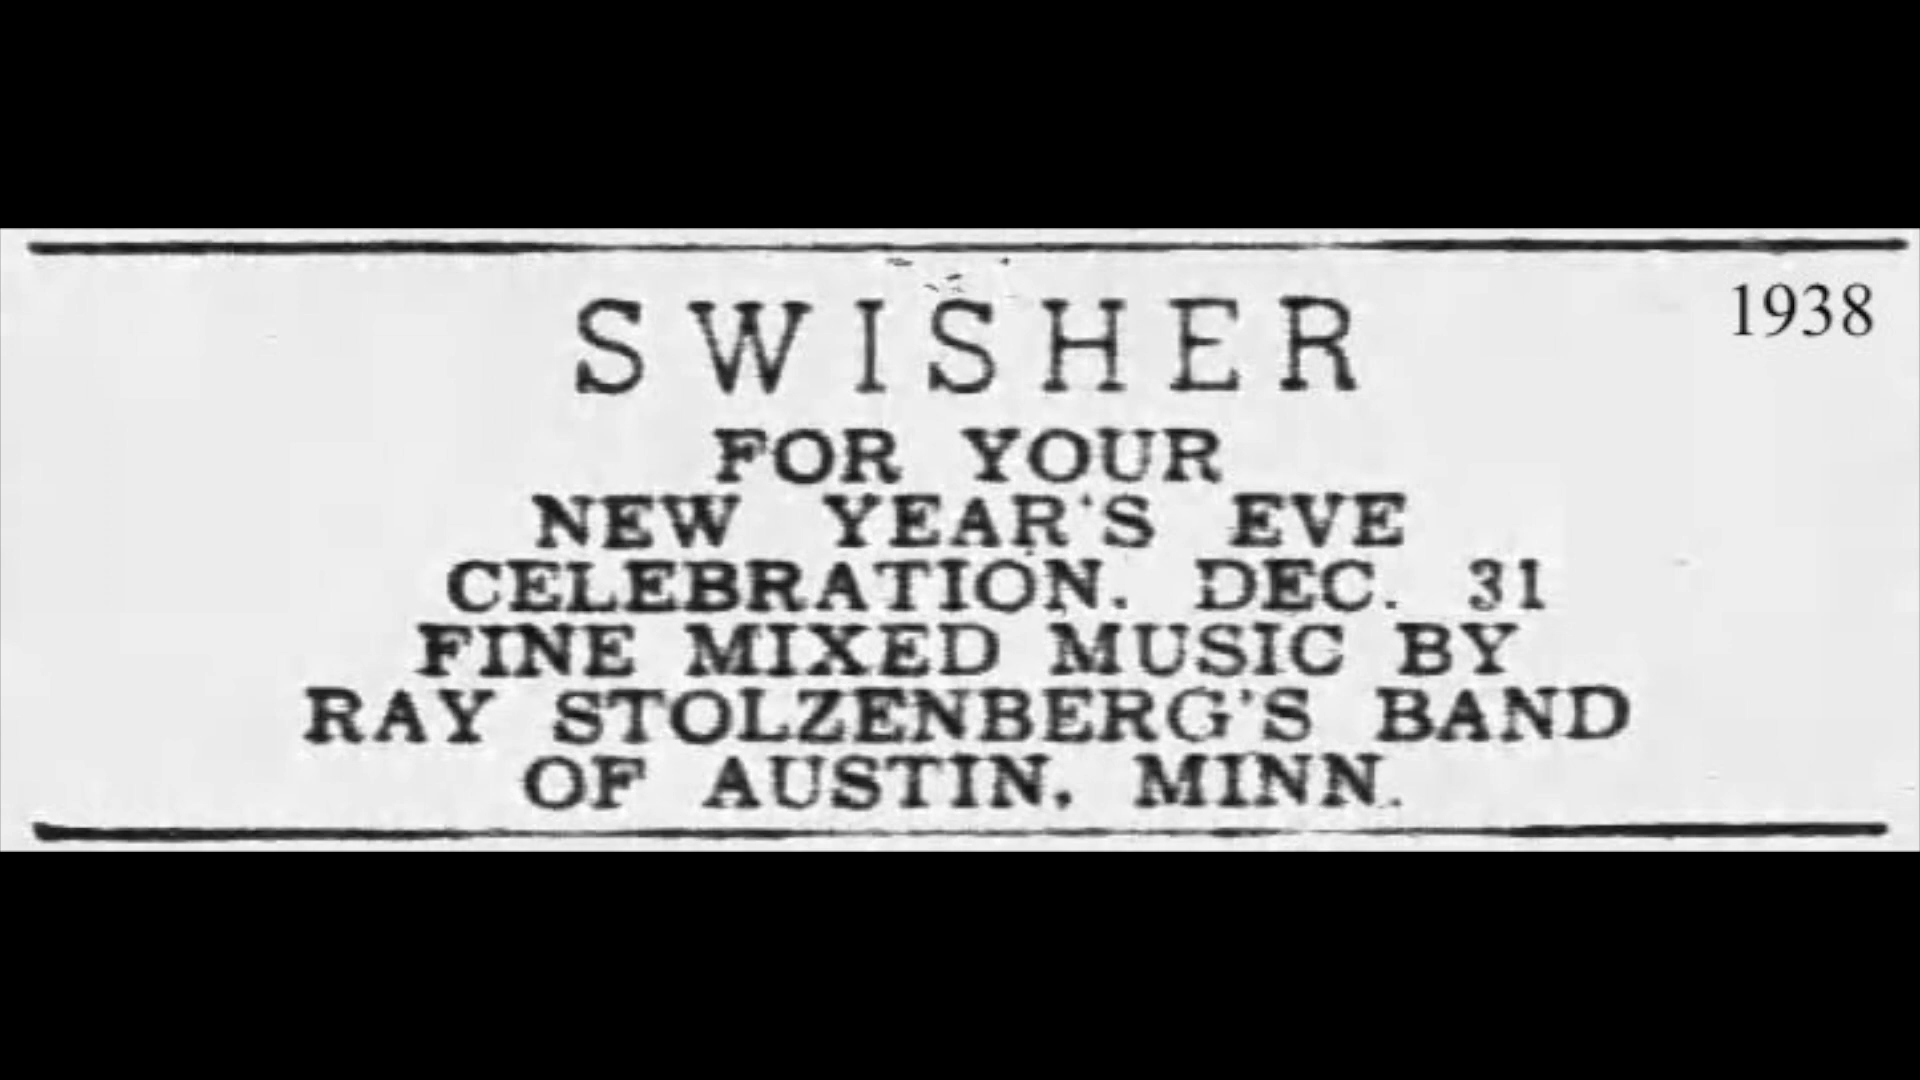 1938
SWISHER
FOR YOUR
NEW YEAR'S EVE
CELEBRATION. DEC. 31
FINE MIXED MUSIC BY
RAY STOLZENBERG'S BAND
OF AUSTIN. MINN.